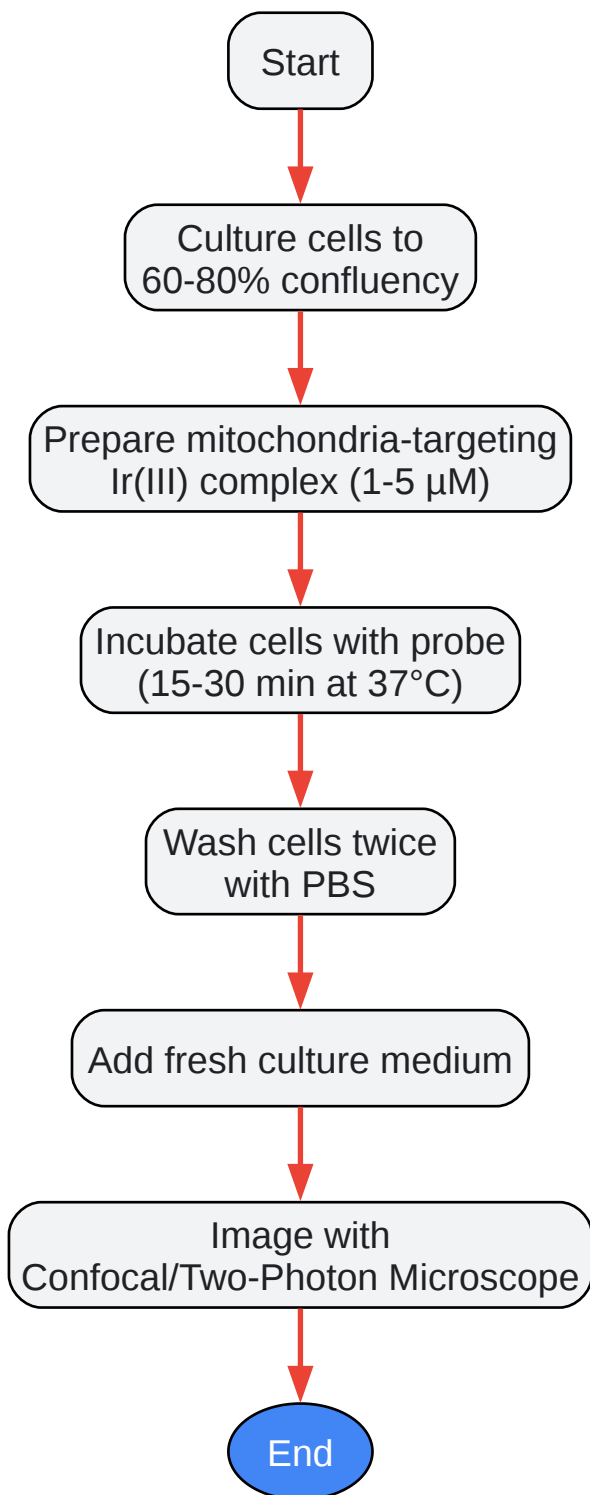 Start
Culture cells to
60-80% confluency
Prepare mitochondria-targeting
Ir(III) complex (1-5 µM)
Incubate cells with probe
(15-30 min at 37°C)
Wash cells twice
with PBS
Add fresh culture medium
Image with
Confocal/Two-Photon Microscope
End